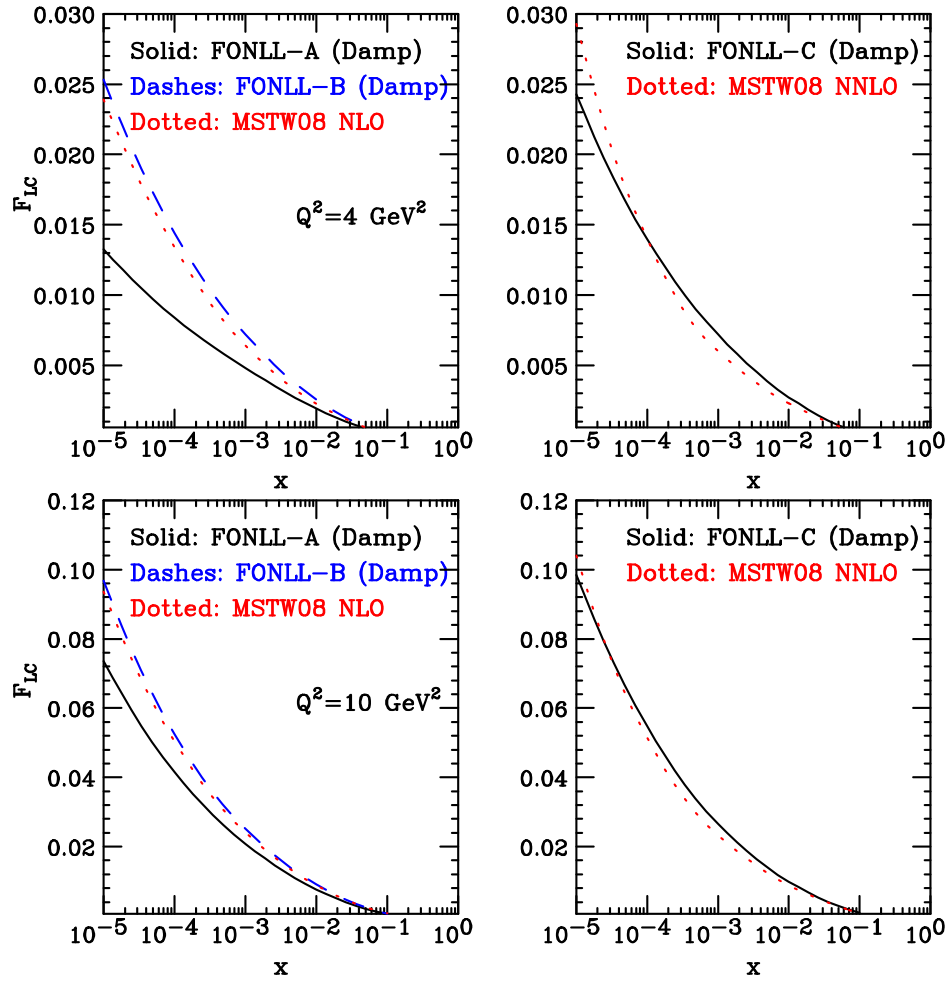 0.030
0.025
0.020
0.015
0.010
0.005
F_LC
Solid: FONLL-A (Damp)
Dashes: FONLL-B (Damp)
Dotted: MSTW08 NLO
Q²=4 GeV²
10⁻⁵ 10⁻⁴ 10⁻³ 10⁻² 10⁻¹ 10⁰
x
0.030
0.025
0.020
0.015
0.010
0.005
Solid: FONLL-C (Damp)
Dotted: MSTW08 NNLO
10⁻⁵ 10⁻⁴ 10⁻³ 10⁻² 10⁻¹ 10⁰
x
0.12
0.10
0.08
0.06
0.04
0.02
F_LC
Solid: FONLL-A (Damp)
Dashes: FONLL-B (Damp)
Dotted: MSTW08 NLO
Q²=10 GeV²
10⁻⁵ 10⁻⁴ 10⁻³ 10⁻² 10⁻¹ 10⁰
x
0.12
0.10
0.08
0.06
0.04
0.02
Solid: FONLL-C (Damp)
Dotted: MSTW08 NNLO
10⁻⁵ 10⁻⁴ 10⁻³ 10⁻² 10⁻¹ 10⁰
x